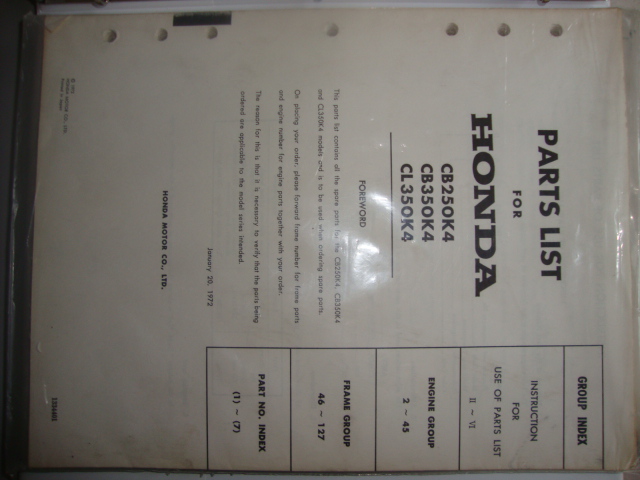 PARTS LIST
FOR
HONDA
CB250K4
CB350K4
CL350K4
FOREWORD
This parts list contains all the spare parts for the CB250K4, CB350K4
and CL350K4 models and is to be used when ordering spare parts.
On placing your order, please forward frame number for frame parts
and engine number for engine parts together with your order.
The reason for this is that it is necessary to verify that the parts being
ordered are applicable to the model series intended.
January 20, 1972
HONDA MOTOR CO., LTD.
HONDA MOTOR CO., LTD.
GROUP INDEX
INSTRUCTION
FOR
USE OF PARTS LIST
II ~ VI
ENGINE GROUP
2 ~ 45
FRAME GROUP
46 ~ 127
PART NO. INDEX
(1) ~ (7)